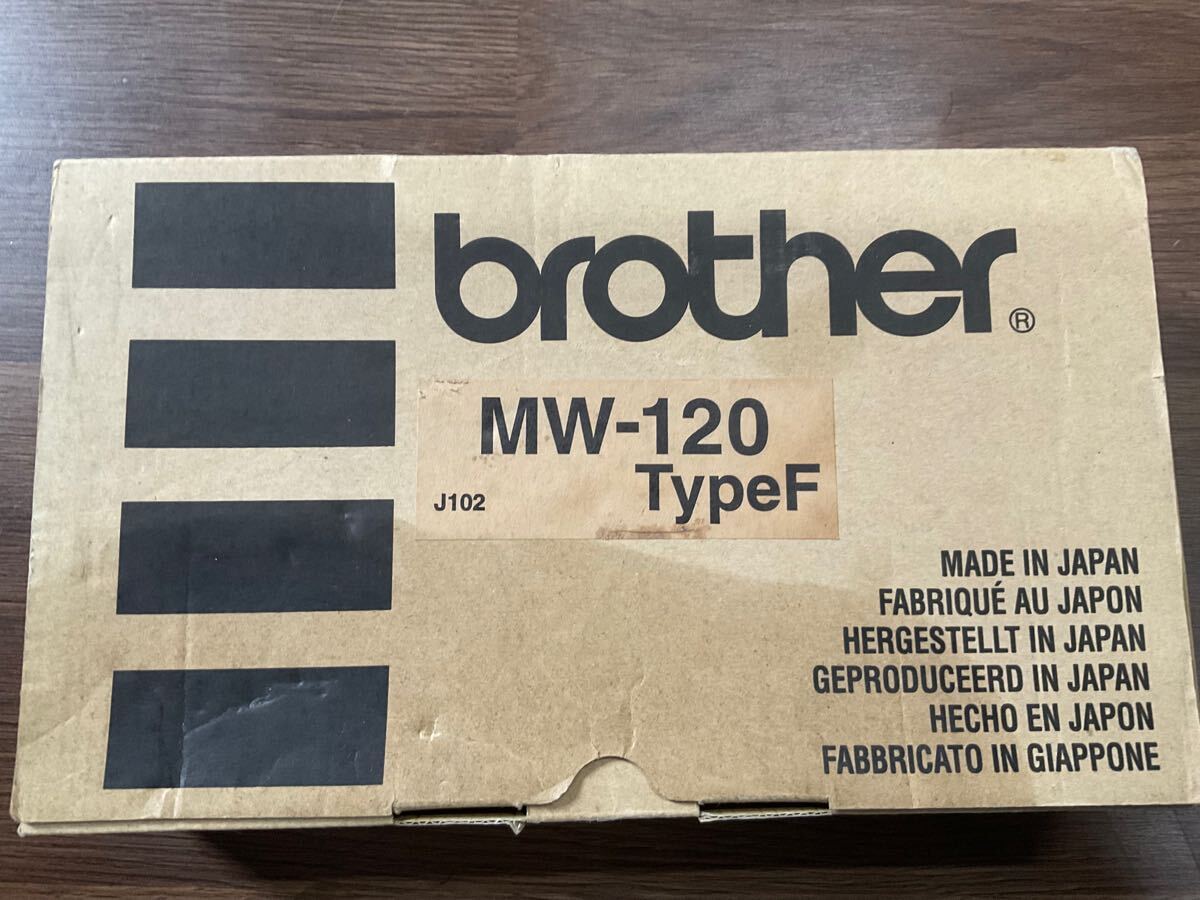 brother®
MW-120
TypeF
J102
MADE IN JAPAN
FABRIQUÉ AU JAPON
HERGESTELLT IN JAPAN
GEPRODUCEERD IN JAPAN
HECHO EN JAPON
FABBRICATO IN GIAPPONE